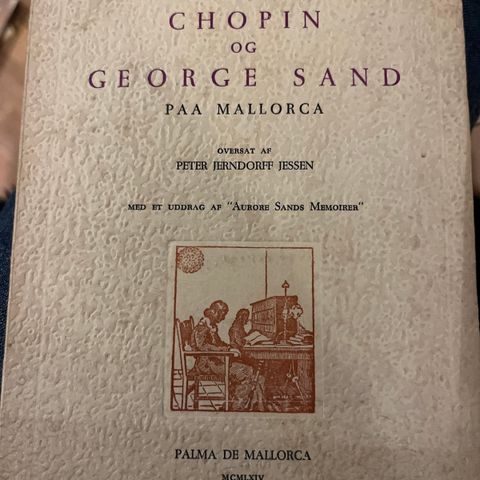 CHOPIN
OG
GEORGE SAND
PAA MALLORCA
OVERSAT AF
PETER JERNDORFF JESSEN
MED ET UDDRAG AF "AURORE SANDS MEMOIRER"
PALMA DE MALLORCA
MCMLXIV